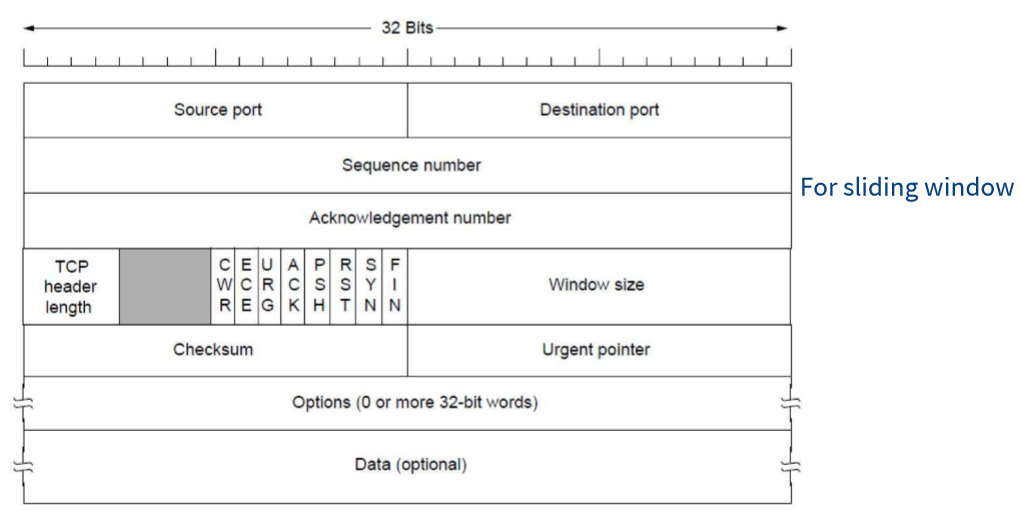 32 Bits
Source port
Destination port
Sequence number
For sliding window
Acknowledgement number
TCP
header
length
CWR
ECE
URG
ACK
PSH
RST
SYN
FIN
Window size
Checksum
Urgent pointer
Options (0 or more 32-bit words)
Data (optional)